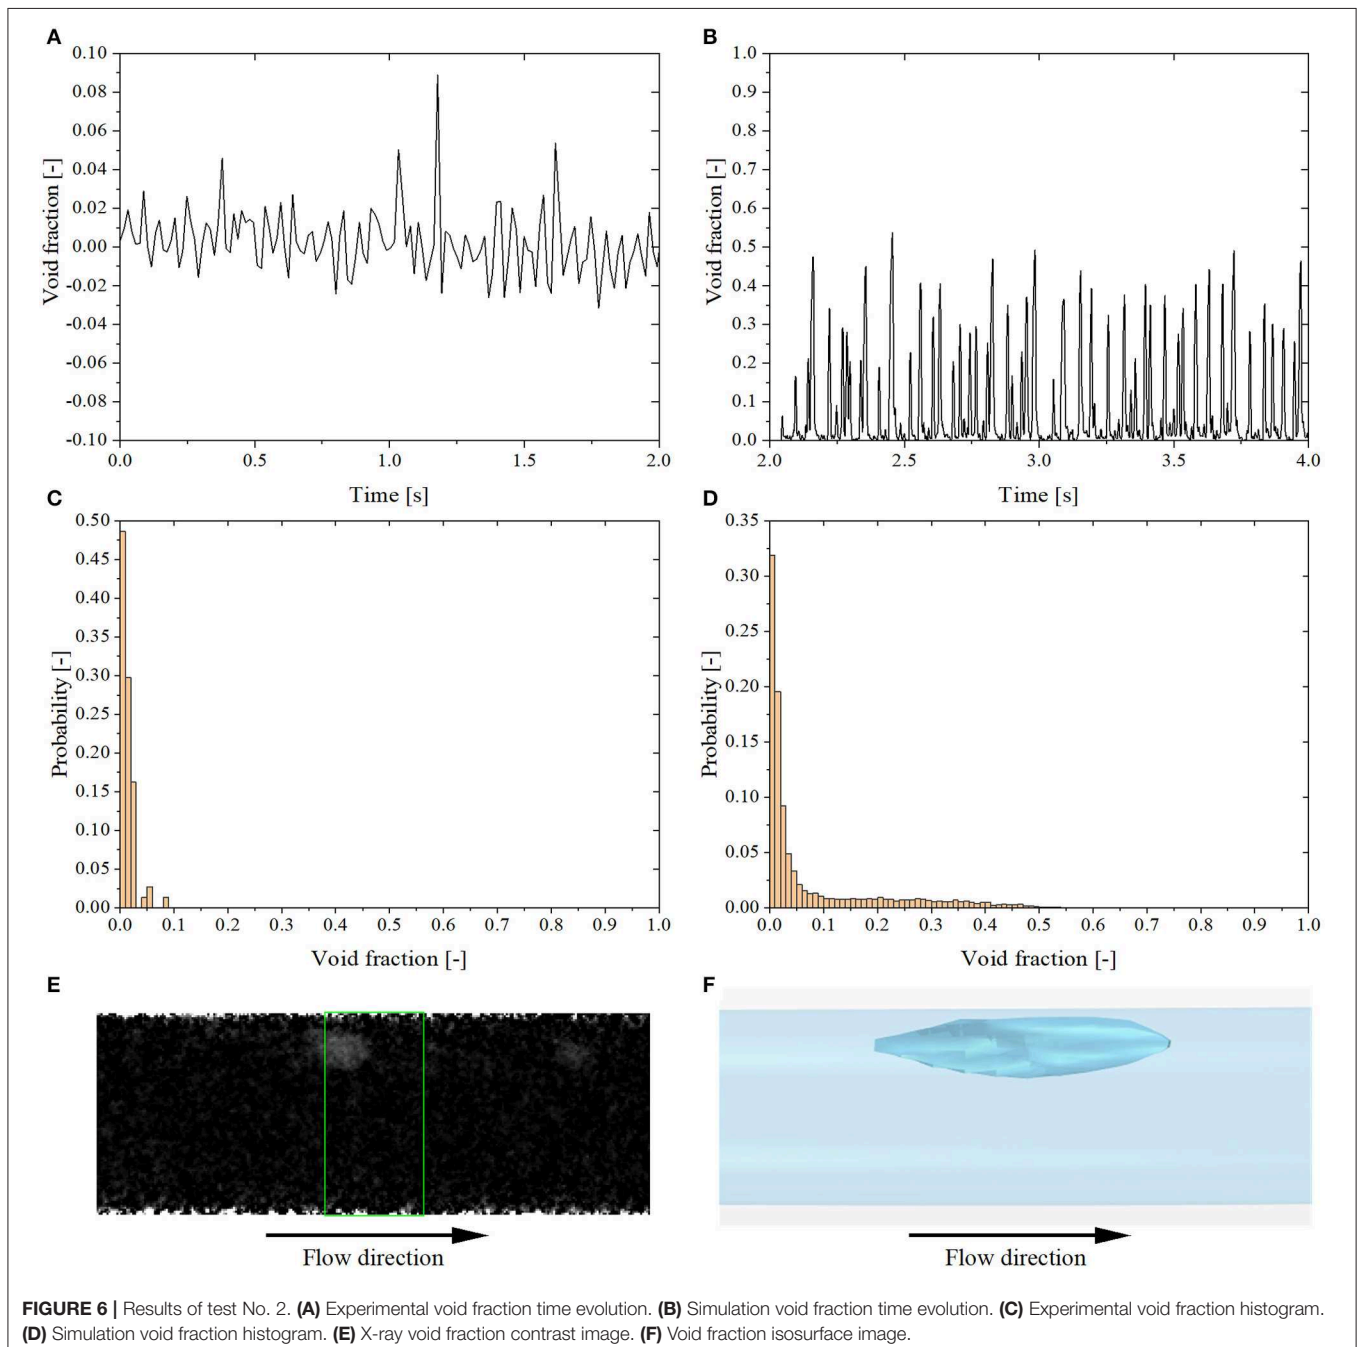 A
0.10
0.08
0.06
0.04
0.02
0.00
-0.02
-0.04
-0.06
-0.08
-0.10
Void fraction [-]
0.0 0.5 1.0 1.5 2.0
Time [s]
B
1.0
0.9
0.8
0.7
0.6
0.5
0.4
0.3
0.2
0.1
0.0
Void fraction [-]
2.0 2.5 3.0 3.5 4.0
Time [s]
C
0.50
0.45
0.40
0.35
0.30
0.25
0.20
0.15
0.10
0.05
0.00
Probability [-]
0.0 0.1 0.2 0.3 0.4 0.5 0.6 0.7 0.8 0.9 1.0
Void fraction [-]
D
0.35
0.30
0.25
0.20
0.15
0.10
0.05
0.00
Probability [-]
0.0 0.1 0.2 0.3 0.4 0.5 0.6 0.7 0.8 0.9 1.0
Void fraction [-]
E
Flow direction
F
Flow direction
FIGURE 6 | Results of test No. 2. (A) Experimental void fraction time evolution. (B) Simulation void fraction time evolution. (C) Experimental void fraction histogram.
(D) Simulation void fraction histogram. (E) X-ray void fraction contrast image. (F) Void fraction isosurface image.